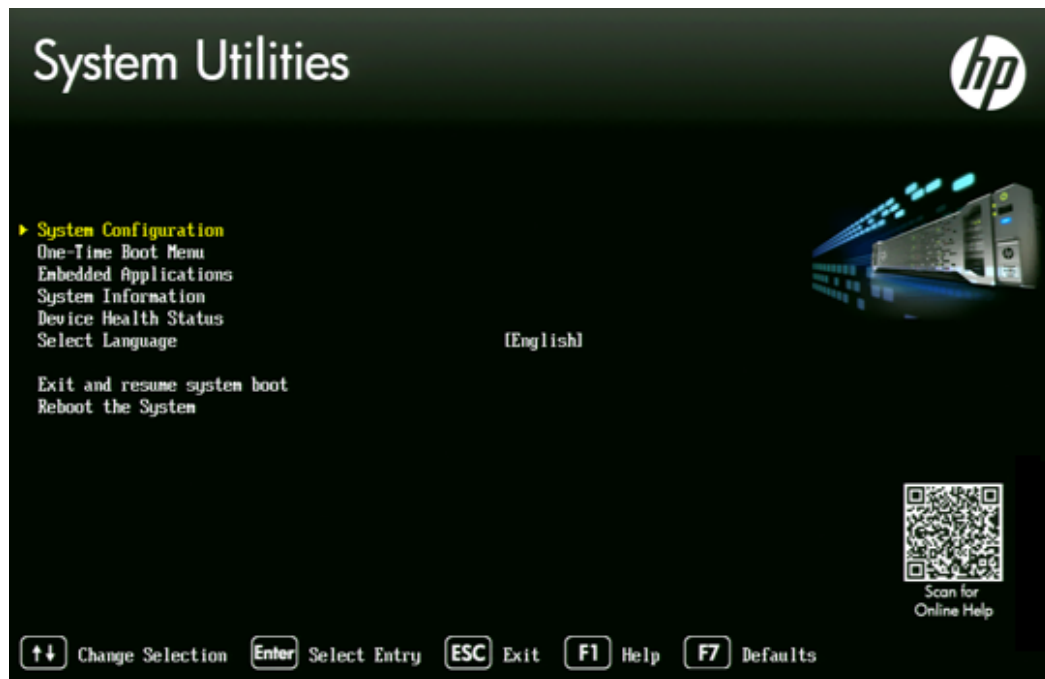 System Utilities
hp
System Configuration
One-Time Boot Menu
Embedded Applications
System Information
Device Health Status
Select Language [English]
Exit and resume system boot
Reboot the System
Scan for
Online Help
↑↓ Change Selection Enter Select Entry ESC Exit F1 Help F7 Defaults